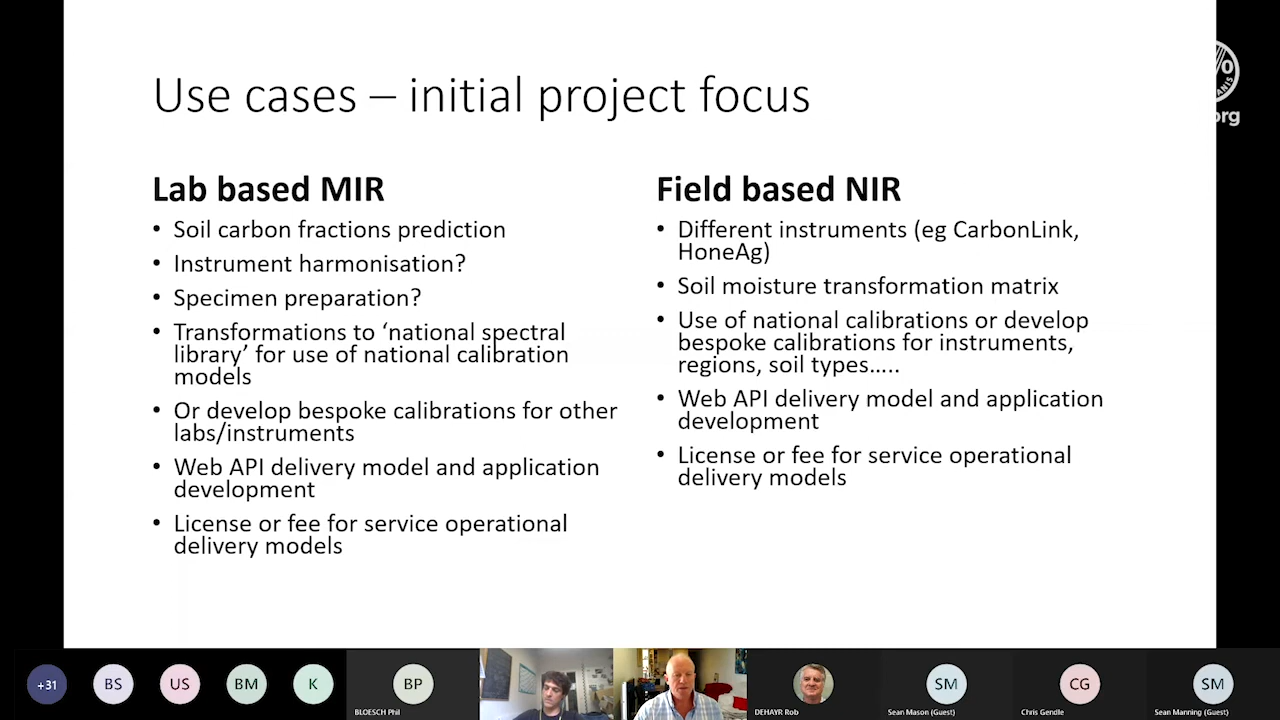 Use cases – initial project focus
Lab based MIR
• Soil carbon fractions prediction
• Instrument harmonisation?
• Specimen preparation?
• Transformations to ‘national spectral
library’ for use of national calibration
models
• Or develop bespoke calibrations for other
labs/instruments
• Web API delivery model and application
development
• License or fee for service operational
delivery models
Field based NIR
• Different instruments (eg CarbonLink,
HoneAg)
• Soil moisture transformation matrix
• Use of national calibrations or develop
bespoke calibrations for instruments,
regions, soil types…..
• Web API delivery model and application
development
• License or fee for service operational
delivery models
org
+31
BS
US
BM
K
BP
BLOESCH Phil
DEHAYR Rob
SM
Sean Mason (Guest)
CG
Chris Gendle
SM
Sean Manning (Guest)